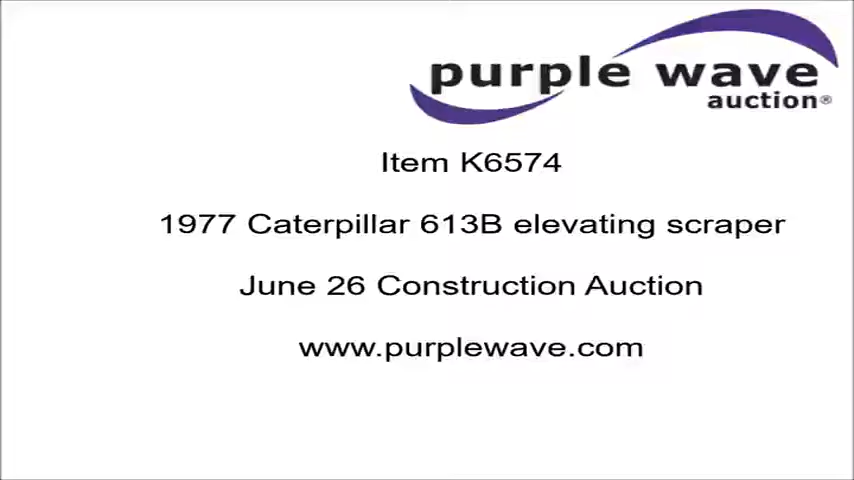 purple wave
auction®
Item K6574
1977 Caterpillar 613B elevating scraper
June 26 Construction Auction
www.purplewave.com